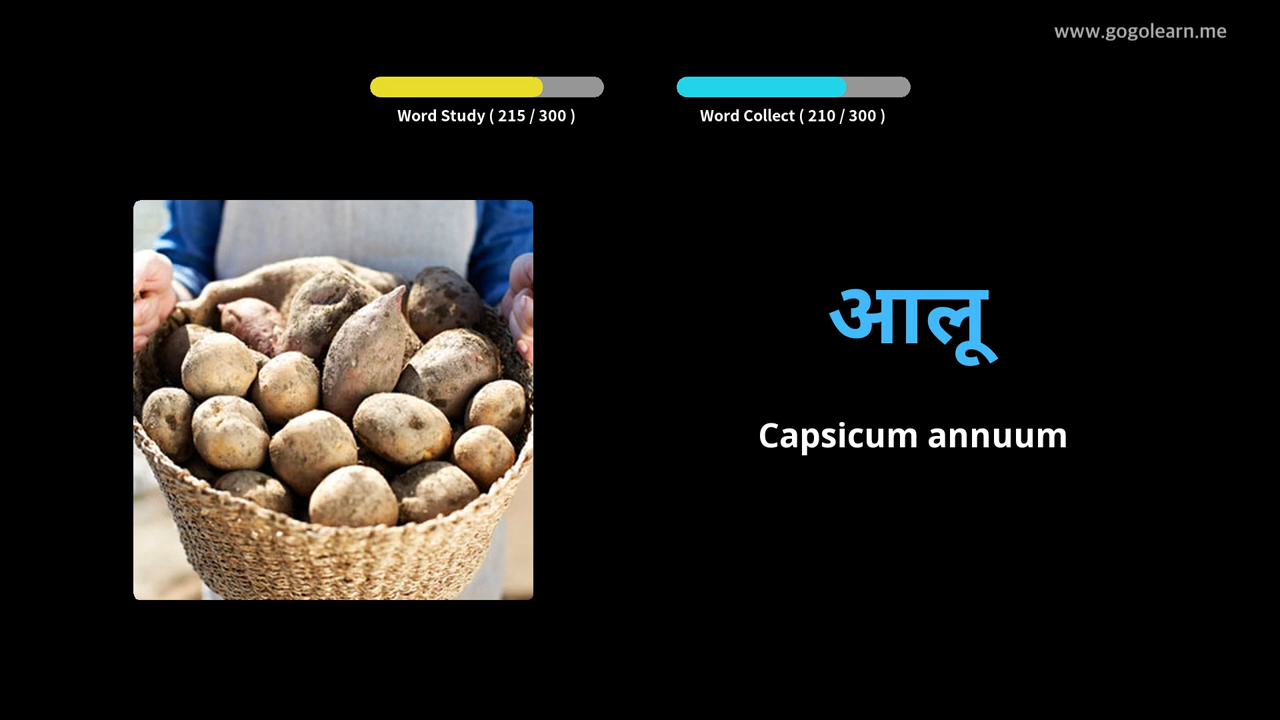 www.gogolearn.me
Word Study ( 215 / 300 )
Word Collect ( 210 / 300 )
आलू
Capsicum annuum